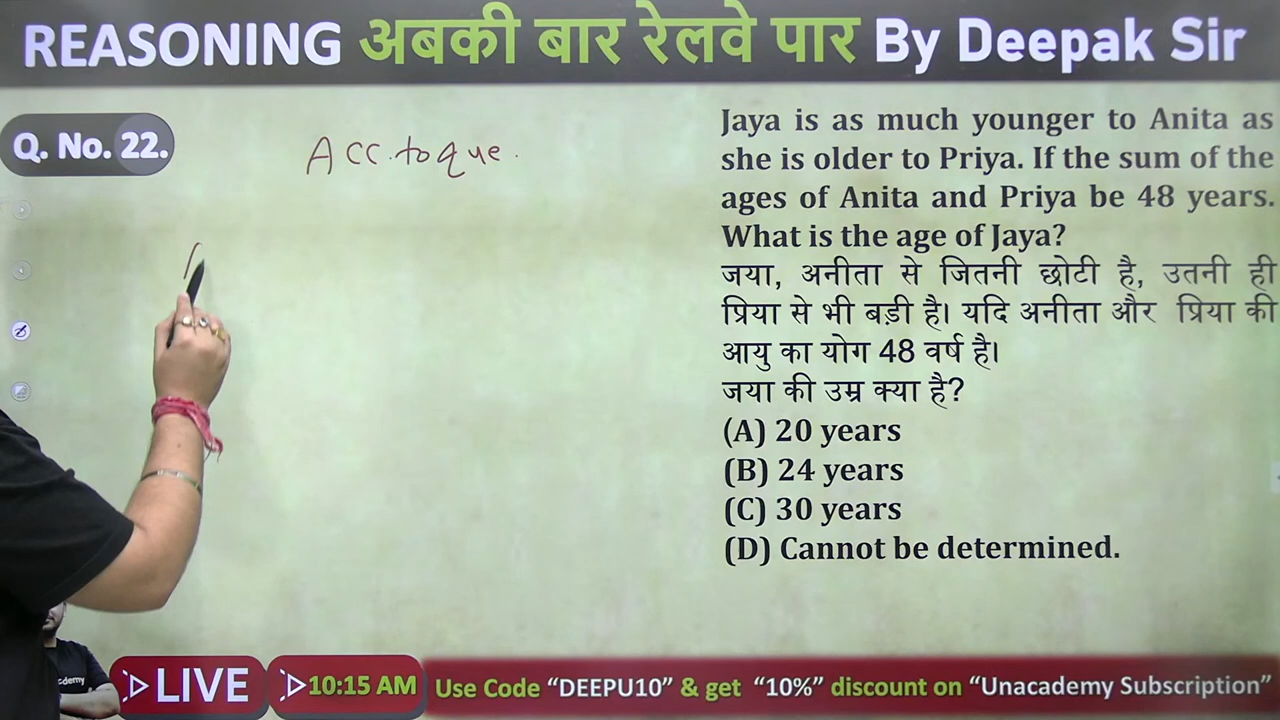 REASONING अबकी बार रेलवे पार By Deepak Sir
Q. No. 22.
Acc. to que.
Jaya is as much younger to Anita as
she is older to Priya. If the sum of the
ages of Anita and Priya be 48 years.
What is the age of Jaya?
जया, अनीता से जितनी छोटी है, उतनी ही
प्रिया से भी बड़ी है। यदि अनीता और प्रिया की
आयु का योग 48 वर्ष है।
जया की उम्र क्या है?
(A) 20 years
(B) 24 years
(C) 30 years
(D) Cannot be determined.
LIVE
10:15 AM
Use Code “DEEPU10” & get “10%” discount on “Unacademy Subscription”